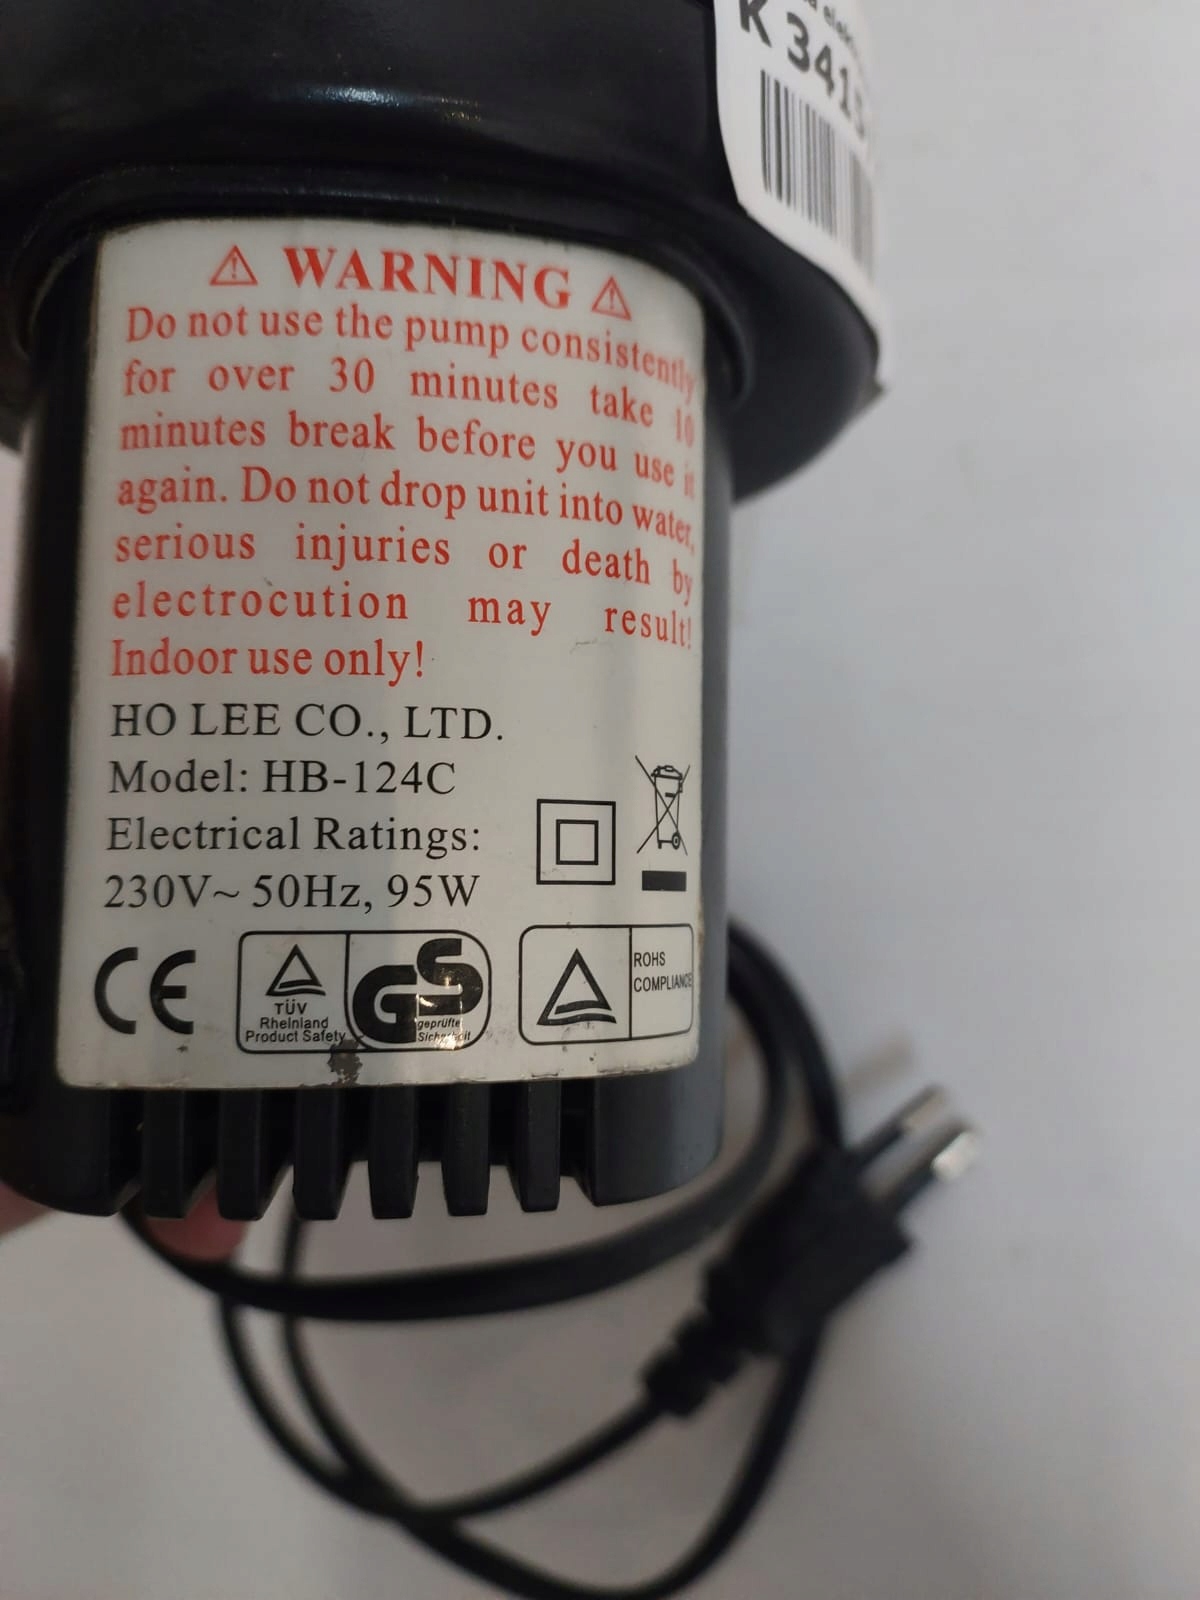 K 3415
WARNING
Do not use the pump consistently
for over 30 minutes take 10
minutes break before you use it
again. Do not drop unit into water,
serious injuries or death by
electrocution may result!
Indoor use only!
HO LEE CO., LTD.
Model: HB-124C
Electrical Ratings:
230V~ 50Hz, 95W
CE
TÜV
Rheinland
Product Safety
GS
geprüfte
Sicherheit
ROHS
COMPLIANCE